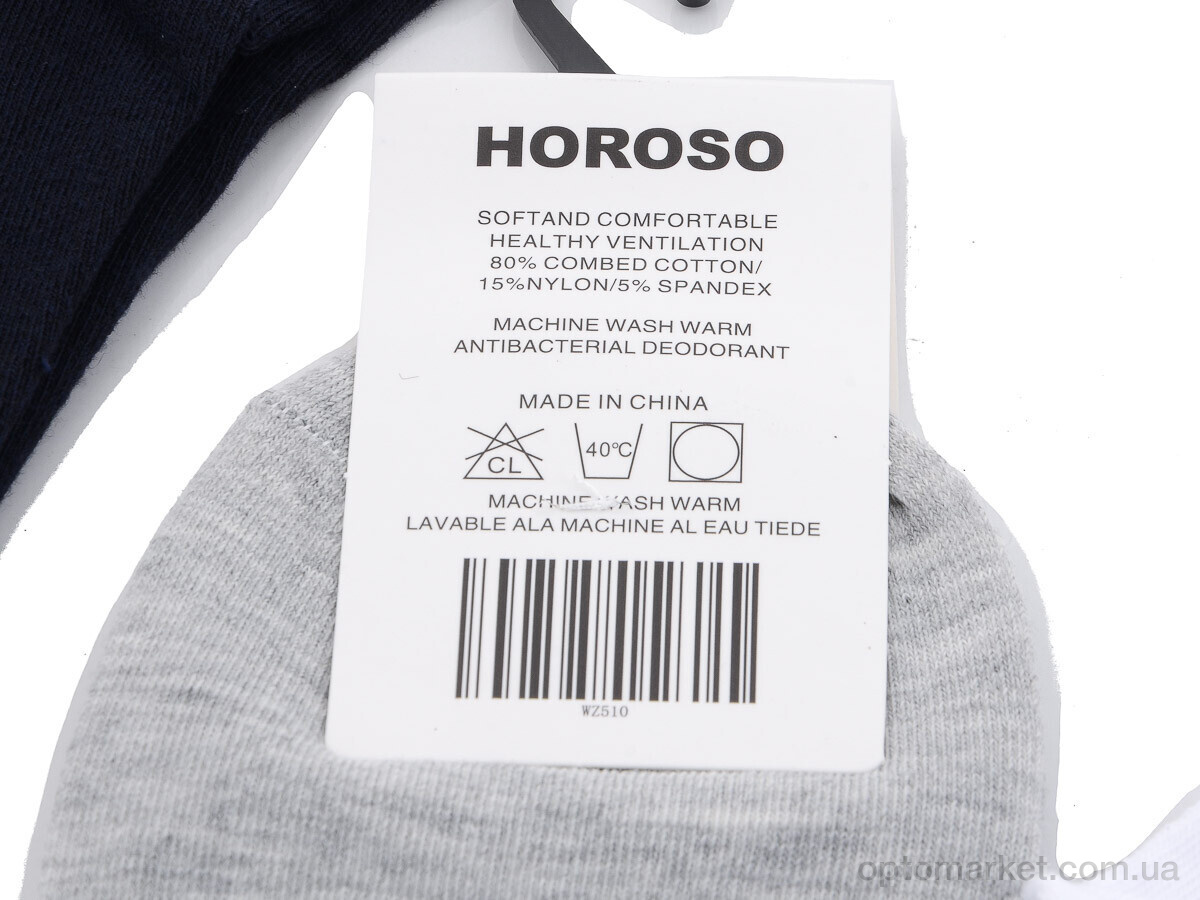 HOROSO
SOFTAND COMFORTABLE
HEALTHY VENTILATION
80% COMBED COTTON/
15%NYLON/5% SPANDEX
MACHINE WASH WARM
ANTIBACTERIAL DEODORANT
MADE IN CHINA
CL 40°C
MACHINE WASH WARM
LAVABLE ALA MACHINE AL EAU TIEDE
WZ510
optomarket.com.ua